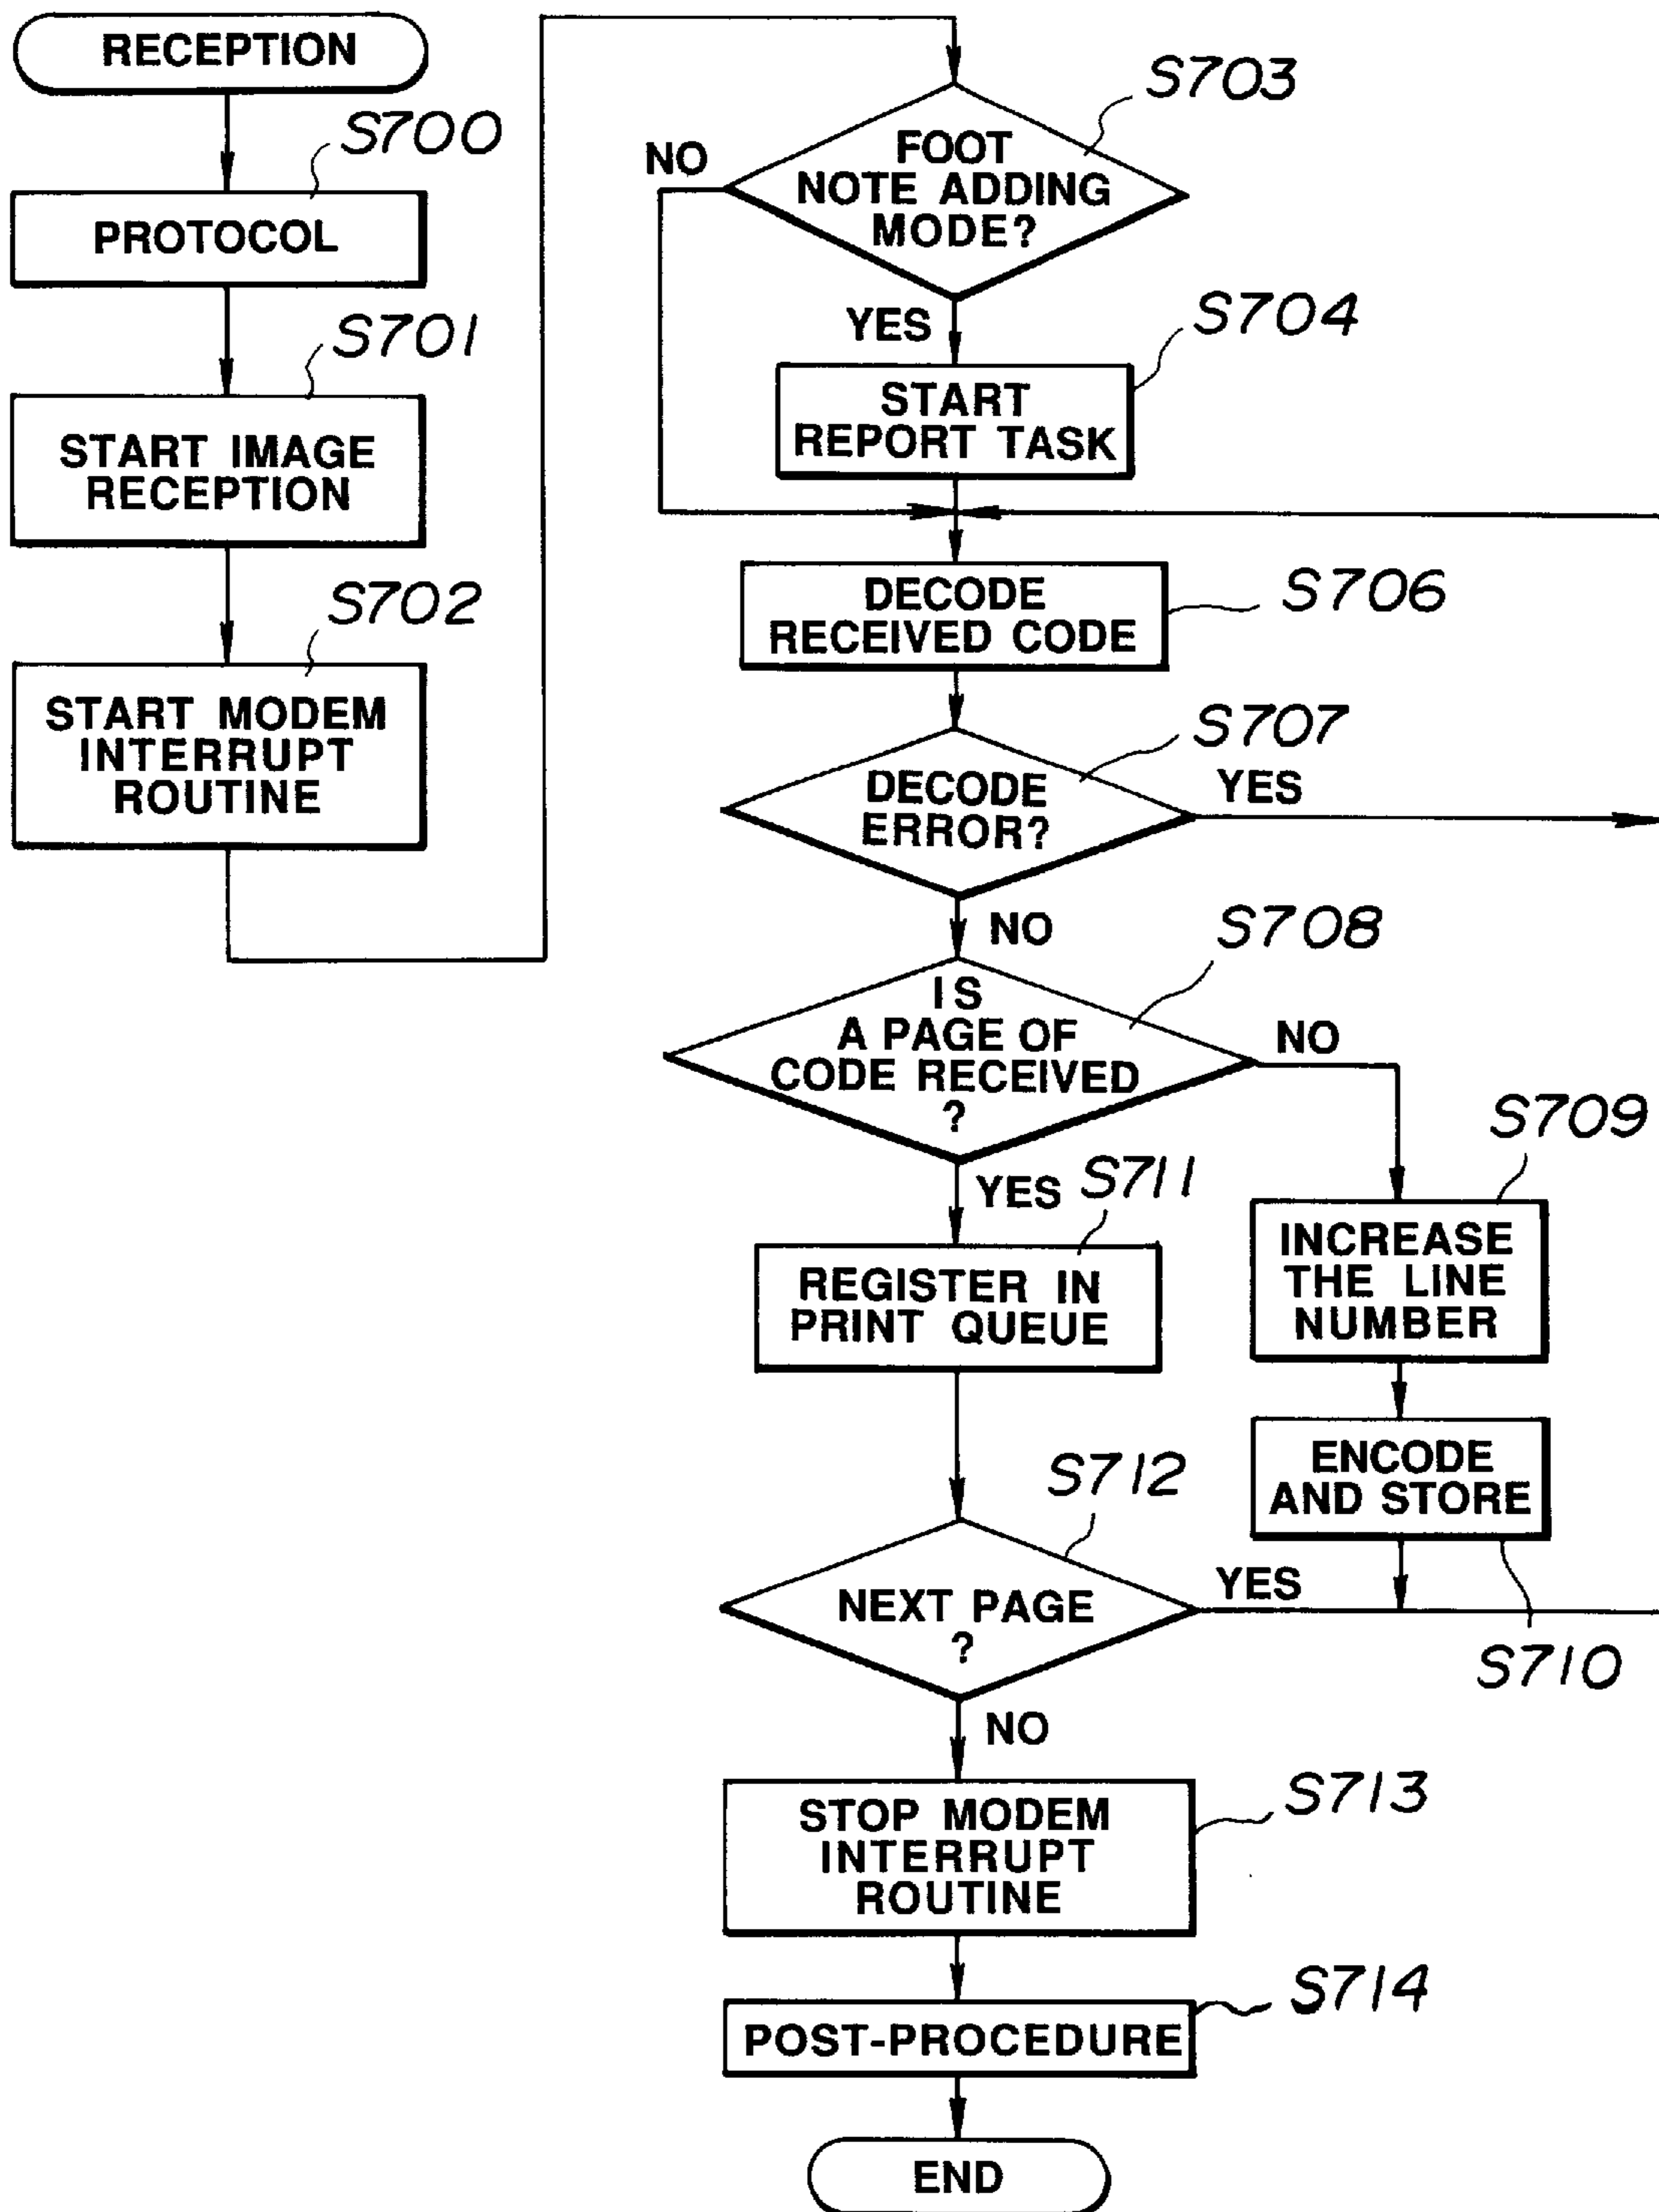 RECEPTION
S700
PROTOCOL
S701
START IMAGE
RECEPTION
S702
START MODEM
INTERRUPT
ROUTINE
S703
FOOT
NOTE ADDING
MODE?
NO
YES
S704
START
REPORT TASK
S706
DECODE
RECEIVED CODE
S707
DECODE
ERROR?
YES
NO
S708
IS
A PAGE OF
CODE RECEIVED
?
NO
S709
INCREASE
THE LINE
NUMBER
ENCODE
AND STORE
S710
YES
S711
REGISTER IN
PRINT QUEUE
S712
NEXT PAGE
?
YES
NO
S713
STOP MODEM
INTERRUPT
ROUTINE
S714
POST-PROCEDURE
END